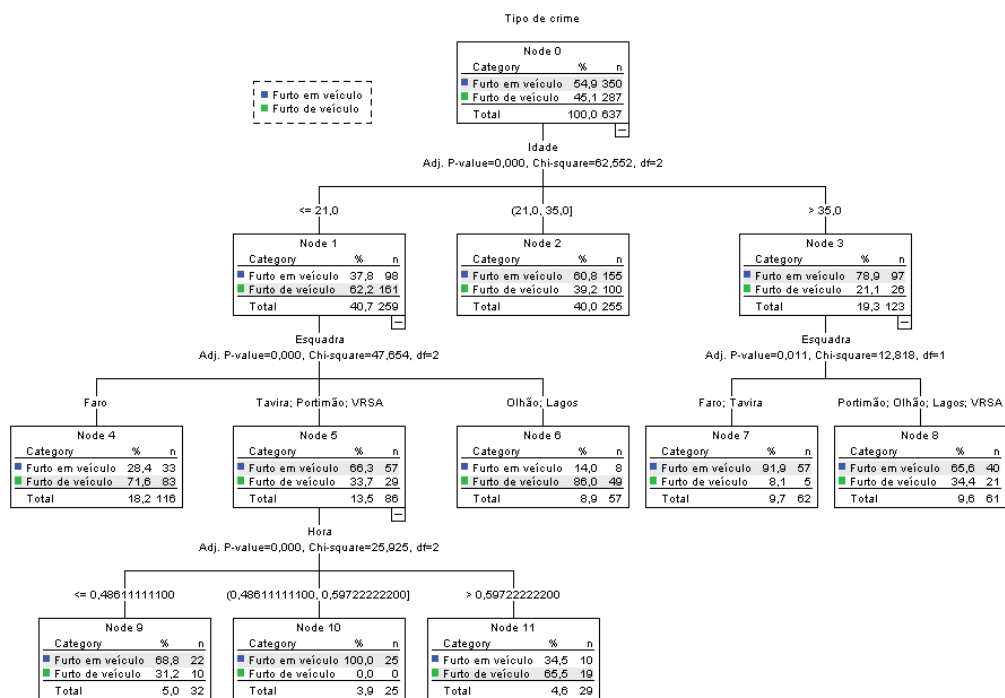 Tipo de crime
Furto em veículo
Furto de veículo
Node 0
Category % n
Furto em veículo 54,9 350
Furto de veículo 45,1 287
Total 100,0 637
Idade
Adj. P-value=0,000, Chi-square=62,552, df=2
<= 21,0
(21,0, 35,0]
> 35,0
Node 1
Category % n
Furto em veículo 37,8 98
Furto de veículo 62,2 161
Total 40,7 259
Node 2
Category % n
Furto em veículo 60,8 155
Furto de veículo 39,2 100
Total 40,0 255
Node 3
Category % n
Furto em veículo 78,9 97
Furto de veículo 21,1 26
Total 19,3 123
Esquadra
Adj. P-value=0,000, Chi-square=47,654, df=2
Esquadra
Adj. P-value=0,011, Chi-square=12,818, df=1
Faro
Tavira; Portimão; VRSA
Olhão; Lagos
Faro; Tavira
Portimão; Olhão; Lagos; VRSA
Node 4
Category % n
Furto em veículo 28,4 33
Furto de veículo 71,6 83
Total 18,2 116
Node 5
Category % n
Furto em veículo 66,3 57
Furto de veículo 33,7 29
Total 13,5 86
Node 6
Category % n
Furto em veículo 14,0 8
Furto de veículo 86,0 49
Total 8,9 57
Node 7
Category % n
Furto em veículo 91,9 57
Furto de veículo 8,1 5
Total 9,7 62
Node 8
Category % n
Furto em veículo 65,6 40
Furto de veículo 34,4 21
Total 9,6 61
Hora
Adj. P-value=0,000, Chi-square=25,925, df=2
<= 0,48611111100
(0,48611111100, 0,59722222200]
> 0,59722222200
Node 9
Category % n
Furto em veículo 68,8 22
Furto de veículo 31,2 10
Total 5,0 32
Node 10
Category % n
Furto em veículo 100,0 25
Furto de veículo 0,0 0
Total 3,9 25
Node 11
Category % n
Furto em veículo 34,5 10
Furto de veículo 65,5 19
Total 4,6 29